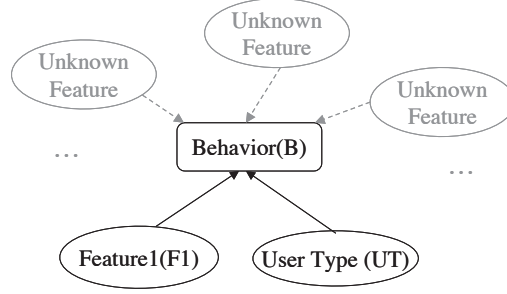 Unknown
Feature
Unknown
Feature
Unknown
Feature
Behavior(B)
...
...
Feature1(F1)
User Type (UT)